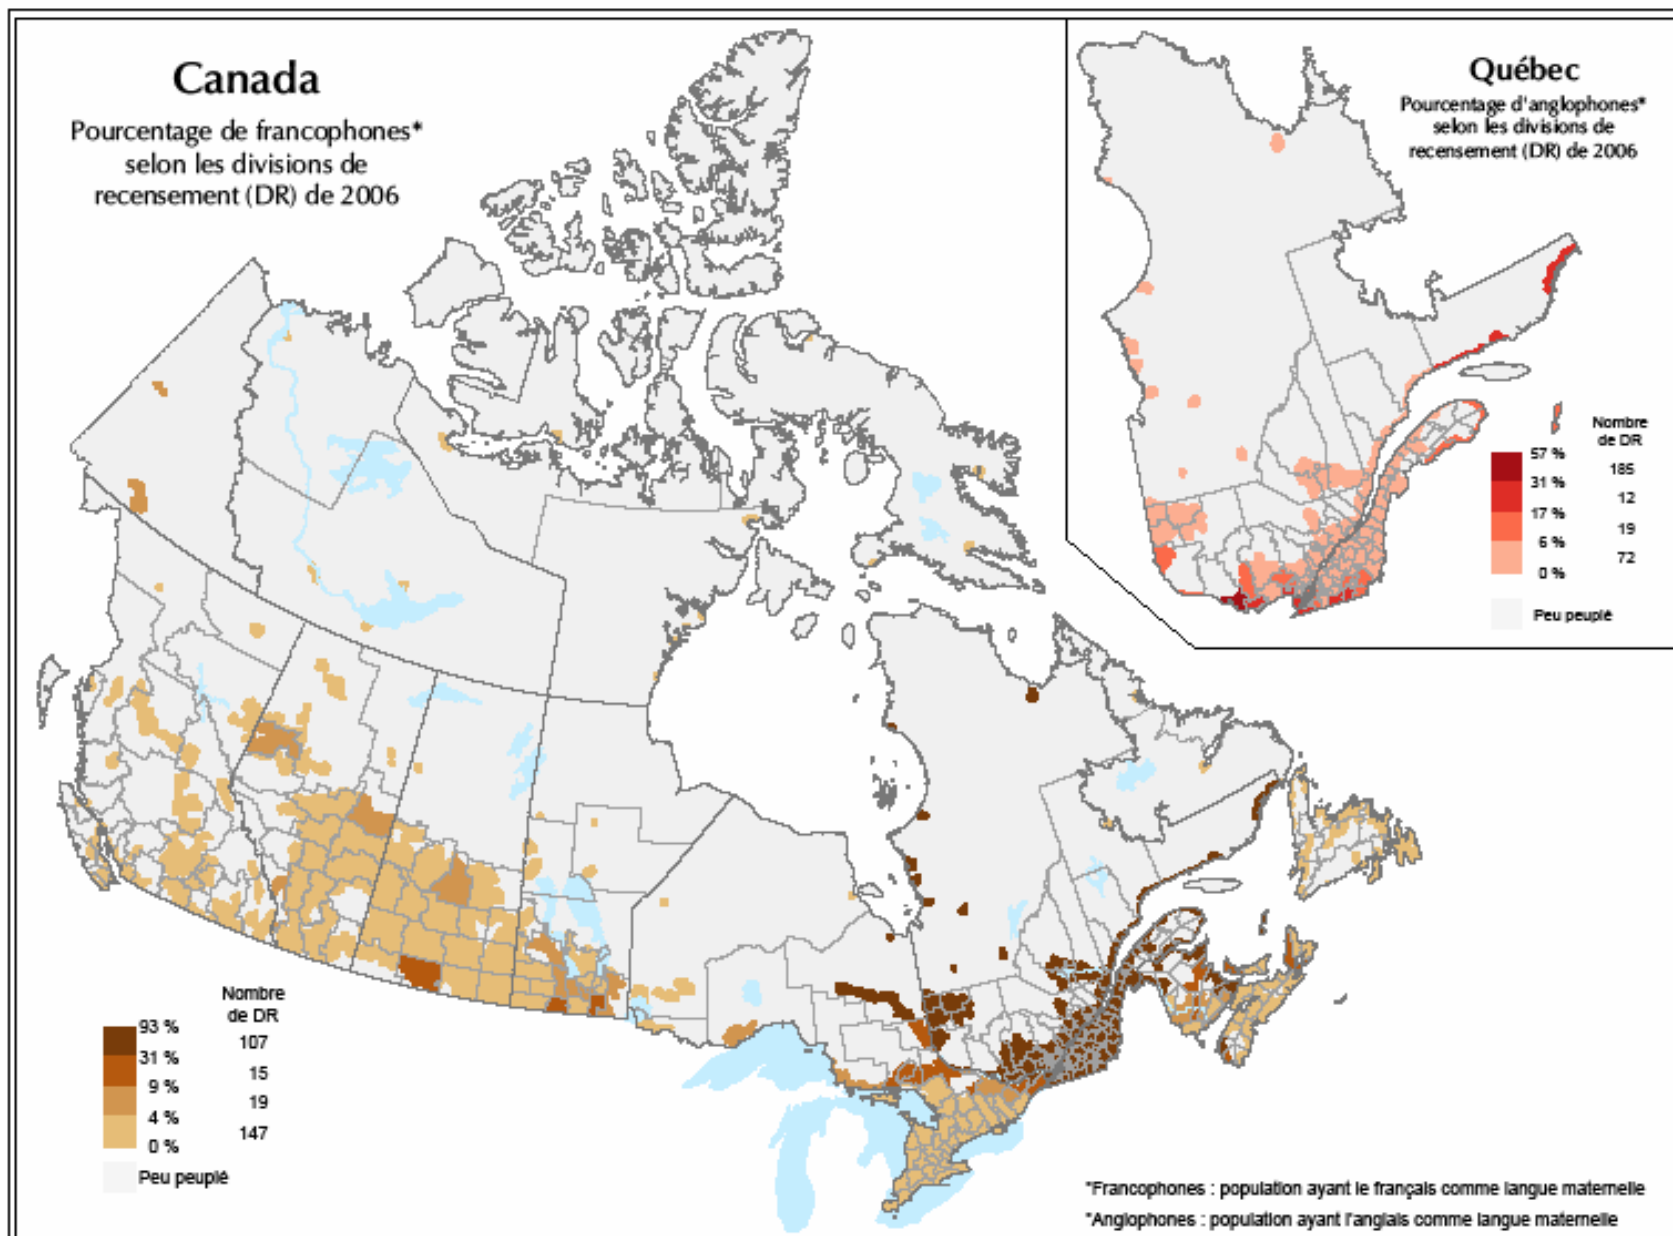 Canada
Pourcentage de francophones*
selon les divisions de
recensement (DR) de 2006
Québec
Pourcentage d'anglophones*
selon les divisions de
recensement (DR) de 2006
Nombre
de DR
57 %
185
31 %
12
17 %
19
6 %
72
0 %
Peu peuplé
Nombre
de DR
93 %
107
31 %
15
9 %
19
4 %
147
0 %
Peu peuplé
*Francophones : population ayant le français comme langue maternelle
*Anglophones : population ayant l'anglais comme langue maternelle